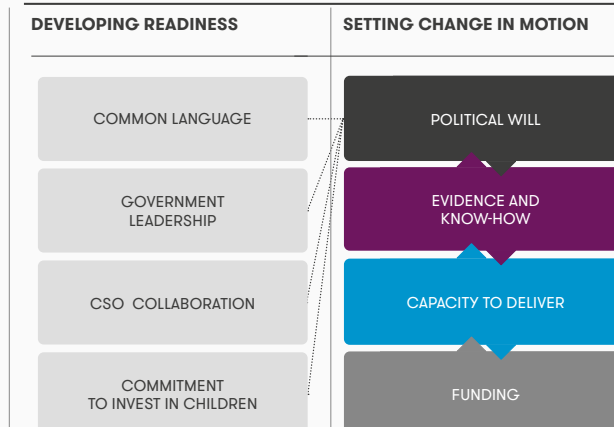 DEVELOPING READINESS
COMMON LANGUAGE
GOVERNMENT
LEADERSHIP
CSO COLLABORATION
COMMITMENT
TO INVEST IN CHILDREN
SETTING CHANGE IN MOTION
POLITICAL WILL
EVIDENCE AND
KNOW-HOW
CAPACITY TO DELIVER
FUNDING